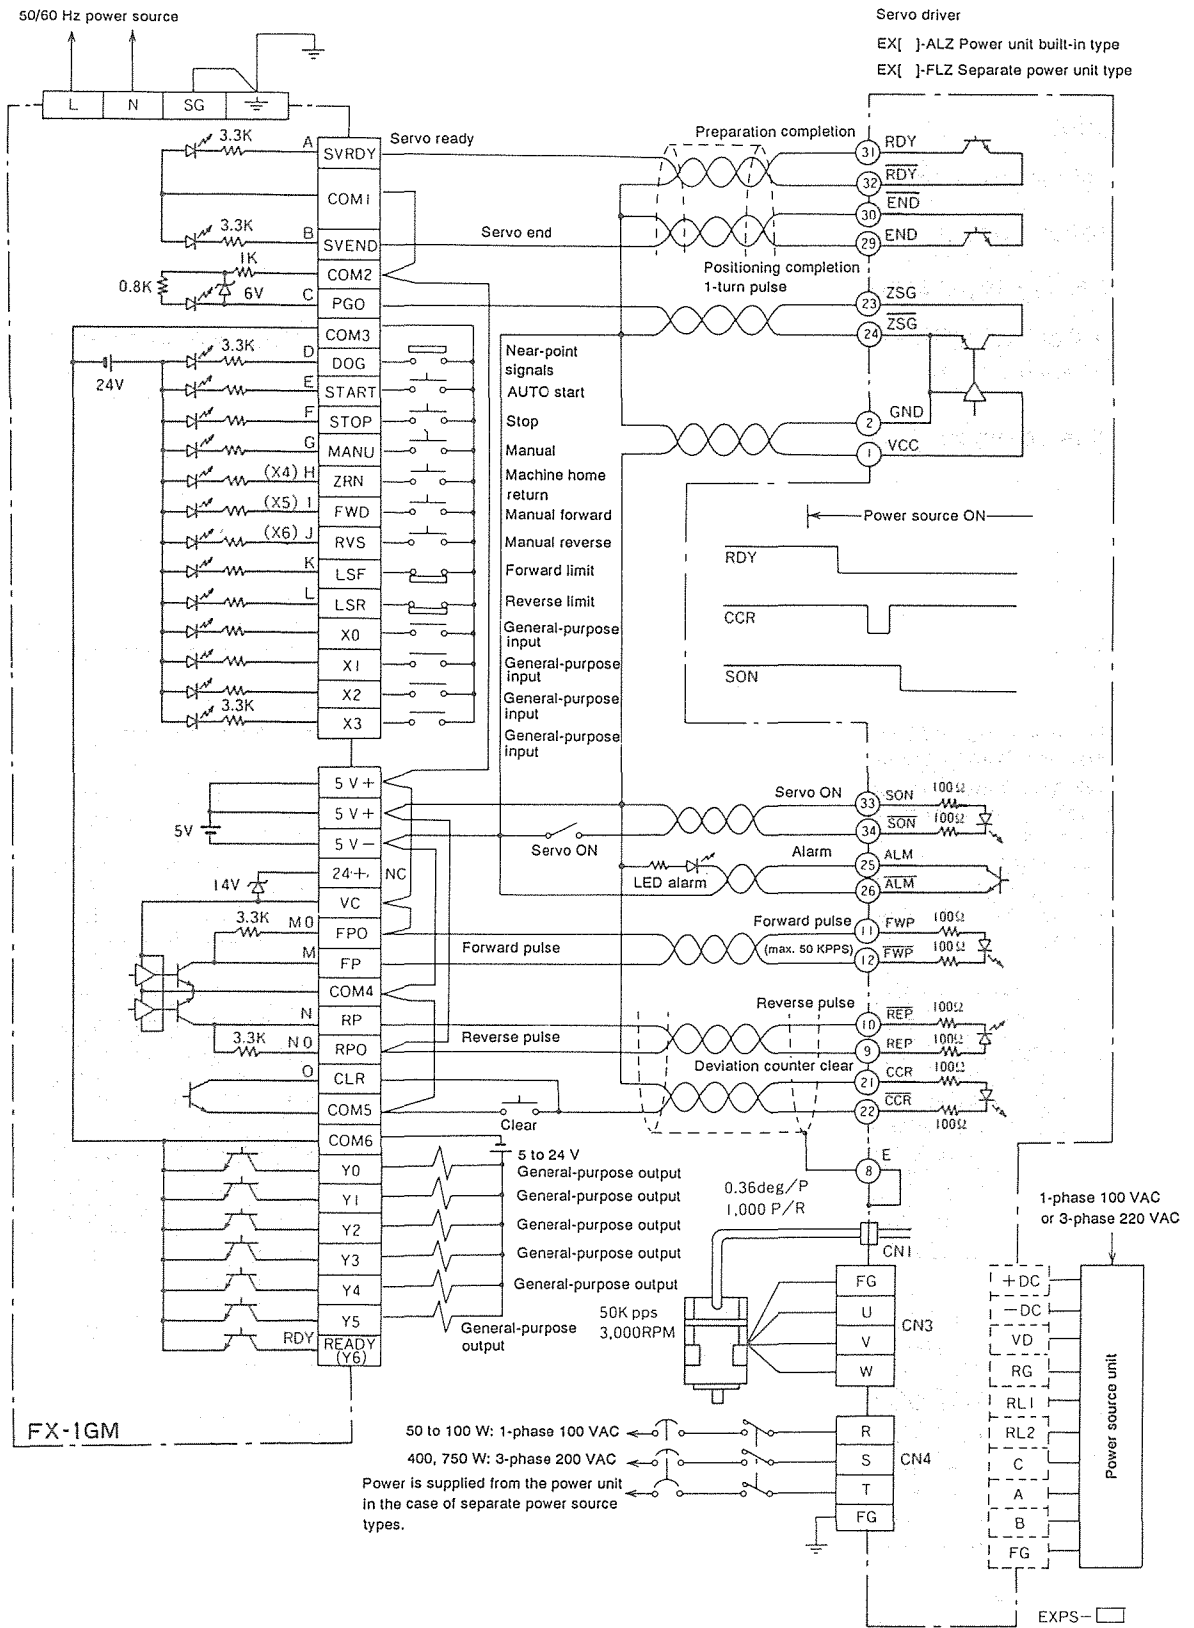 50/60 Hz power source
Servo driver
EX[ ]-ALZ Power unit built-in type
EX[ ]-FLZ Separate power unit type
L N SG
3.3K A SVRDY Servo ready
COM1
3.3K B SVEND Servo end
1K COM2
0.8K 6V C PGO
COM3
24V 3.3K D DOG Near-point
signals
E START AUTO start
F STOP Stop
G MANU Manual
(X4) H ZRN Machine home
return
(X5) I FWD Manual forward
(X6) J RVS Manual reverse
K LSF Forward limit
L LSR Reverse limit
X0 General-purpose
input
X1 General-purpose
input
X2 General-purpose
input
3.3K X3 General-purpose
input
Preparation completion 31 RDY
32 RDY
30 END
29 END
Positioning completion
1-turn pulse
23 ZSG
24 ZSG
2 GND
1 VCC
Power source ON
RDY
CCR
SON
5V+
5V 5V+
5V−
14V 24+ NC
VC
3.3K M0 FPO
M FP Forward pulse
COM4
N RP
3.3K N0 RPO Reverse pulse
O CLR
COM5 Clear
COM6 5 to 24 V
Y0 General-purpose output
Y1 General-purpose output
Y2 General-purpose output
Y3 General-purpose output
Y4 General-purpose output
Y5 General-purpose
output
RDY READY
(Y6)
FX-1GM
Servo ON
Servo ON 33 SON 100Ω
34 SON 100Ω
LED alarm
Alarm 25 ALM
26 ALM
Forward pulse 11 FWP 100Ω
(max. 50 KPPS) 12 FWP 100Ω
Reverse pulse 10 REP 100Ω
9 REP 100Ω
Deviation counter clear 21 CCR 100Ω
22 CCR 100Ω
8 E
0.36deg/P
1,000 P/R
CN1
50K pps
3,000RPM
FG
U
V
W
CN3
50 to 100 W: 1-phase 100 VAC R
400, 750 W: 3-phase 200 VAC S CN4
Power is supplied from the power unit
in the case of separate power source
types.
T
FG
1-phase 100 VAC
or 3-phase 220 VAC
+DC
−DC
VD
RG
RL1
RL2
C
A
B
FG
Power source unit
EXPS−